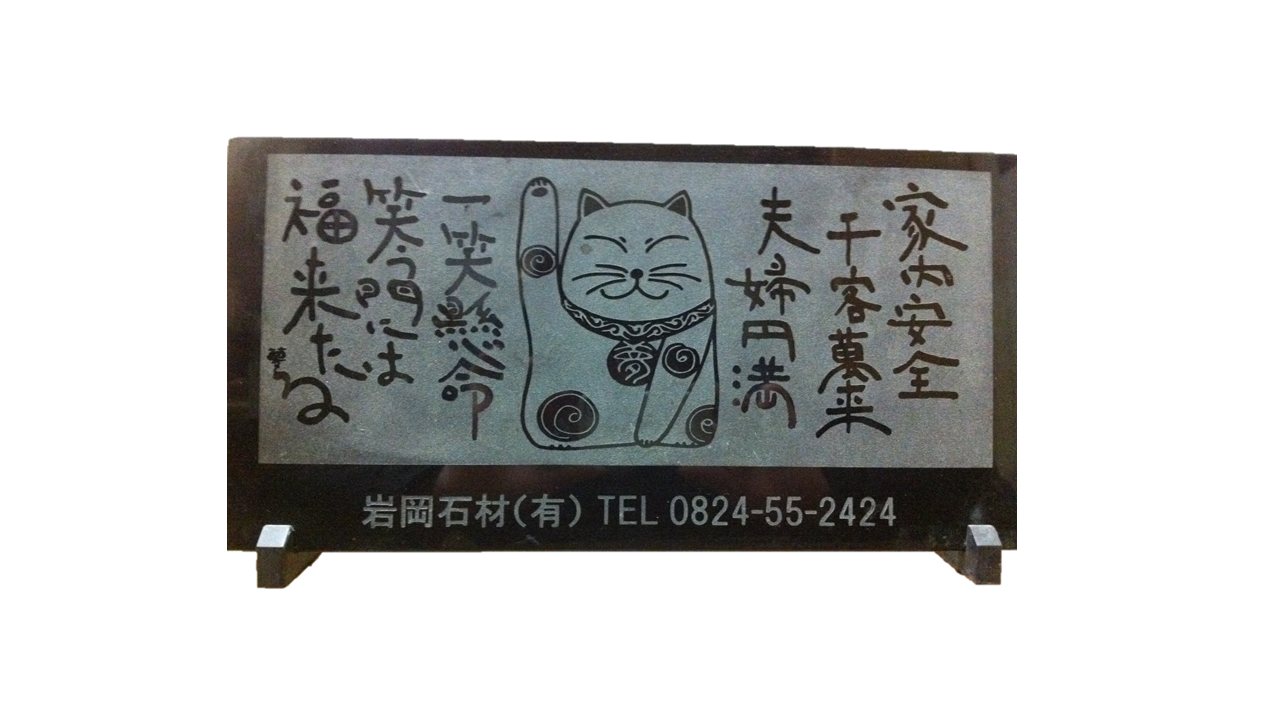 家内安全
千客萬来
夫婦円満
一笑懸命
笑う門には
福来たる
華
岩岡石材(有) TEL 0824-55-2424